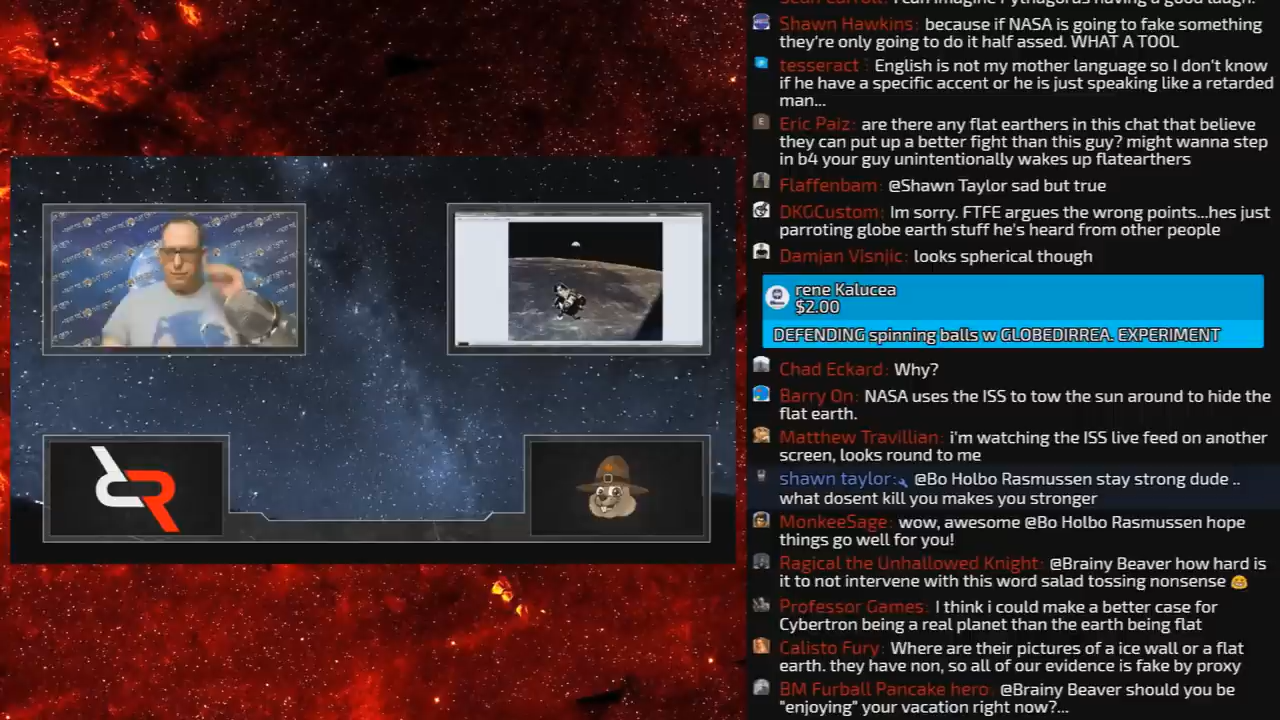 Shawn Hawkins: because if NASA is going to fake something
they're only going to do it half assed. WHAT A TOOL
tesseract: English is not my mother language so I don't know
if he have a specific accent or he is just speaking like a retarded
man...
Eric Paiz: are there any flat earthers in this chat that believe
they can put up a better fight than this guy? might wanna step
in b4 your guy unintentionally wakes up flatearthers
Flaffenbam: @Shawn Taylor sad but true
DKGCustom: Im sorry. FTFE argues the wrong points...hes just
parroting globe earth stuff he's heard from other people
Damjan Visnjic: looks spherical though
rene Kalucea
$2.00
DEFENDING spinning balls w GLOBEDIRREA. EXPERIMENT
Chad Eckard: Why?
Barry On: NASA uses the ISS to tow the sun around to hide the
flat earth.
Matthew Travillian: i'm watching the ISS live feed on another
screen, looks round to me
shawn taylor: @Bo Holbo Rasmussen stay strong dude ..
what dosent kill you makes you stronger
MonkeeSage: wow, awesome @Bo Holbo Rasmussen hope
things go well for you!
Ragical the Unhallowed Knight: @Brainy Beaver how hard is
it to not intervene with this word salad tossing nonsense 😁
Professor Games: I think i could make a better case for
Cybertron being a real planet than the earth being flat
Calisto Fury: Where are their pictures of a ice wall or a flat
earth. they have non, so all of our evidence is fake by proxy
BM Furball Pancake hero: @Brainy Beaver should you be
"enjoying" your vacation right now?...